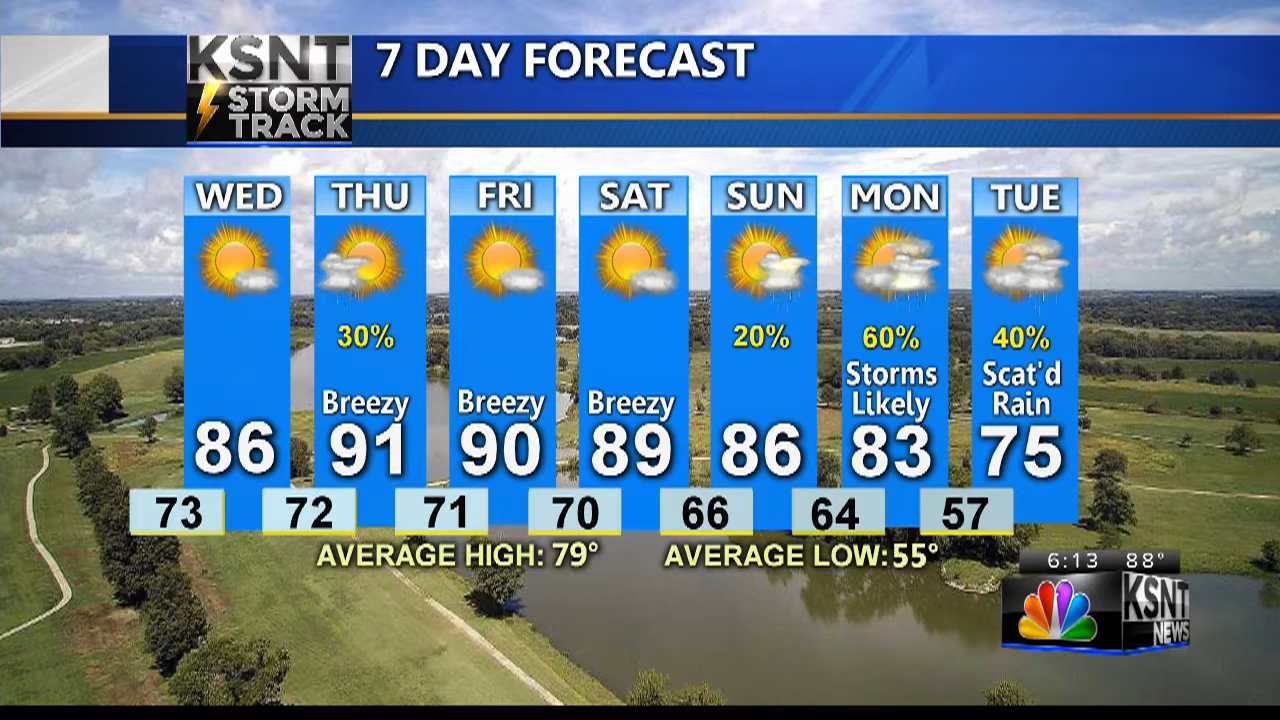 KSNT
STORM
TRACK
7 DAY FORECAST
WED THU FRI SAT SUN MON TUE
30% 20% 60% 40%
Storms Scat'd
Breezy Breezy Breezy Likely Rain
86 91 90 89 86 83 75
73 72 71 70 66 64 57
AVERAGE HIGH: 79° AVERAGE LOW: 55°
6:13 88°
KSNT
NEWS